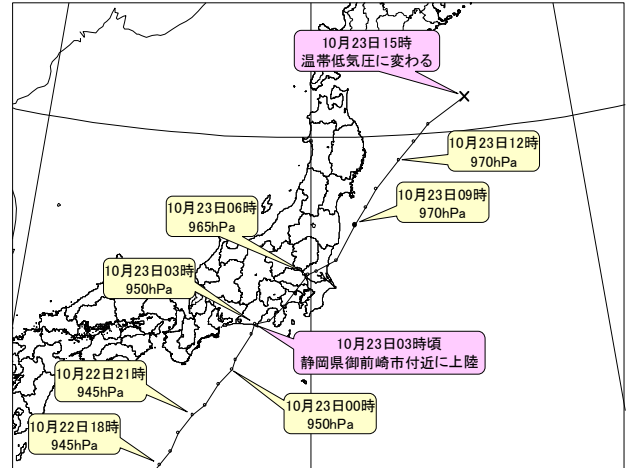 10月23日15時
温帯低気圧に変わる
10月23日12時
970hPa
10月23日09時
970hPa
10月23日06時
965hPa
10月23日03時
950hPa
10月23日03時頃
静岡県御前崎市付近に上陸
10月22日21時
945hPa
10月23日00時
950hPa
10月22日18時
945hPa